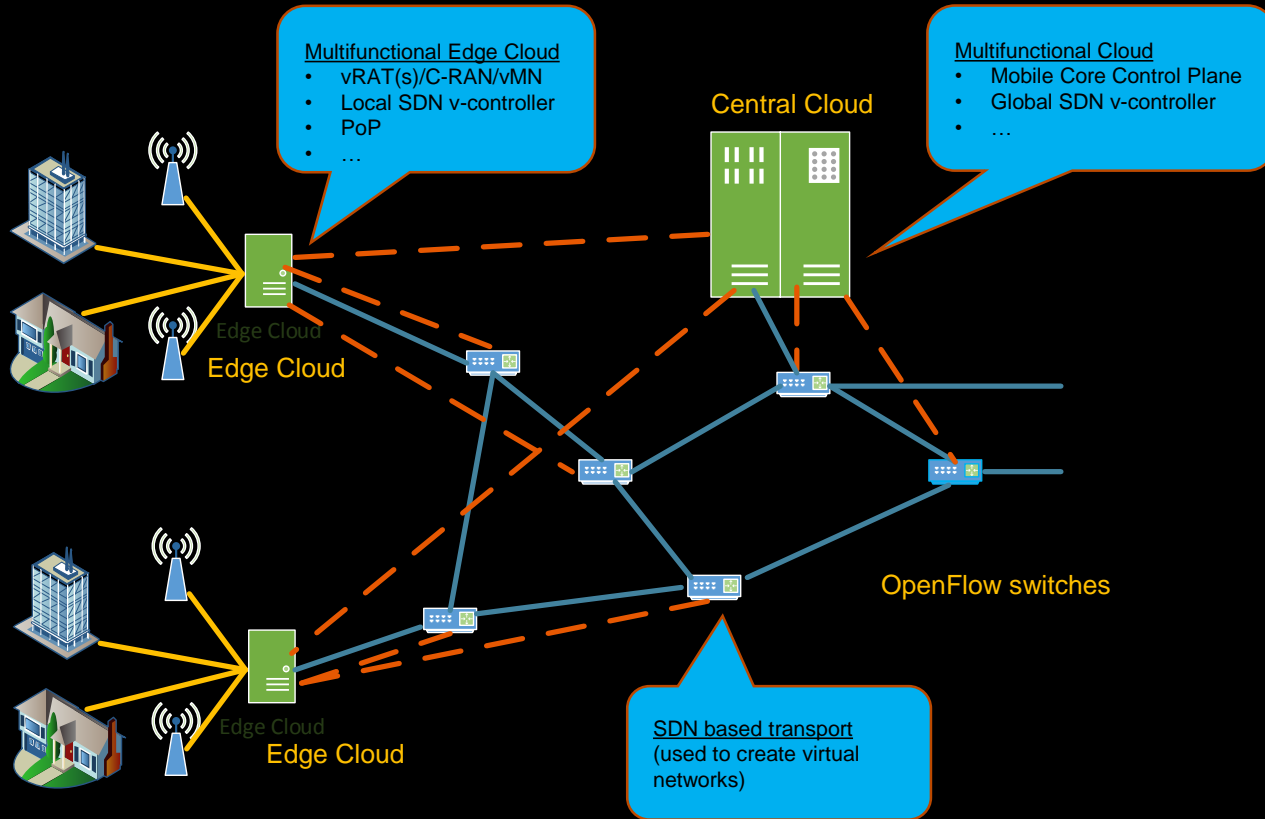 Multifunctional Edge Cloud
• vRAT(s)/C-RAN/vMN
• Local SDN v-controller
• PoP
• …
Central Cloud
Multifunctional Cloud
• Mobile Core Control Plane
• Global SDN v-controller
• …
Edge Cloud
Edge Cloud
OpenFlow switches
Edge Cloud
Edge Cloud
SDN based transport
(used to create virtual
networks)